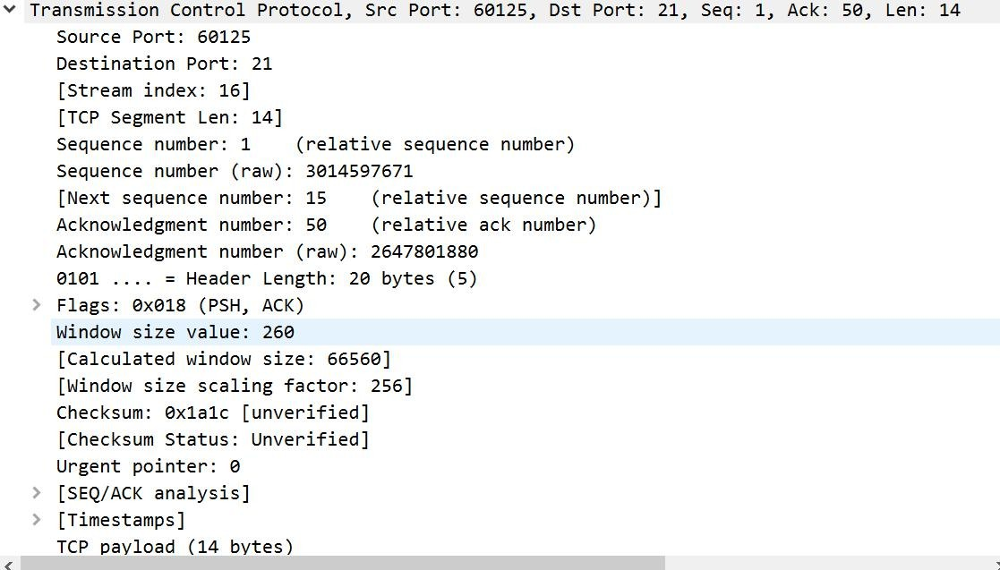 Transmission Control Protocol, Src Port: 60125, Dst Port: 21, Seq: 1, Ack: 50, Len: 14
Source Port: 60125
Destination Port: 21
[Stream index: 16]
[TCP Segment Len: 14]
Sequence number: 1    (relative sequence number)
Sequence number (raw): 3014597671
[Next sequence number: 15    (relative sequence number)]
Acknowledgment number: 50    (relative ack number)
Acknowledgment number (raw): 2647801880
0101 .... = Header Length: 20 bytes (5)
Flags: 0x018 (PSH, ACK)
Window size value: 260
[Calculated window size: 66560]
[Window size scaling factor: 256]
Checksum: 0x1a1c [unverified]
[Checksum Status: Unverified]
Urgent pointer: 0
[SEQ/ACK analysis]
[Timestamps]
TCP payload (14 bytes)